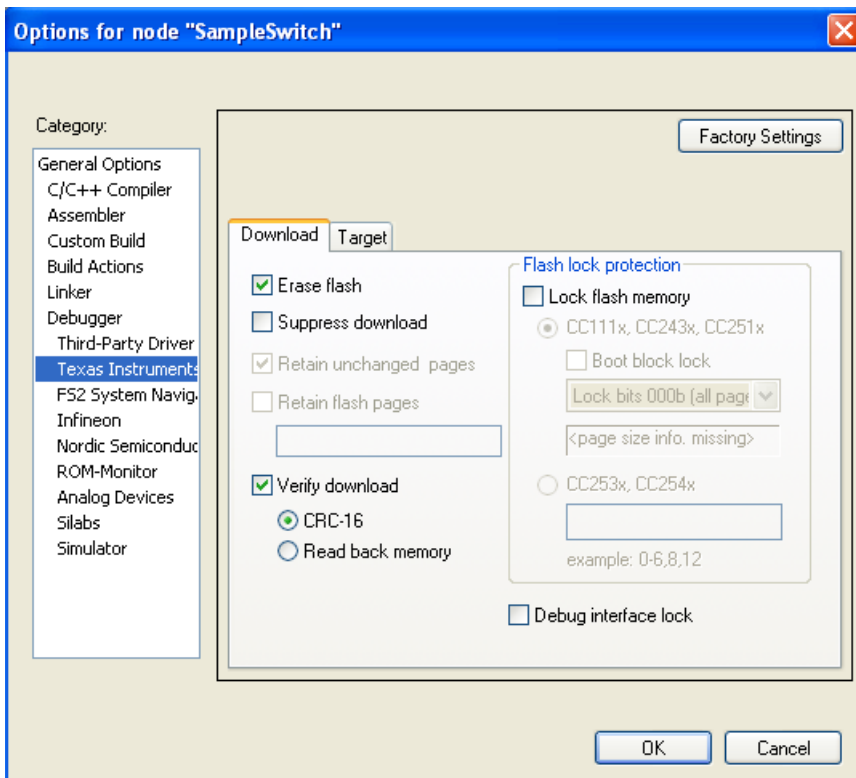 Options for node "SampleSwitch"
Category:
General Options
C/C++ Compiler
Assembler
Custom Build
Build Actions
Linker
Debugger
Third-Party Driver
Texas Instruments
FS2 System Navig
Infineon
Nordic Semiconduc
ROM-Monitor
Analog Devices
Silabs
Simulator
Factory Settings
Download Target
Erase flash
Suppress download
Retain unchanged pages
Retain flash pages
Verify download
CRC-16
Read back memory
Flash lock protection
Lock flash memory
CC111x, CC243x, CC251x
Boot block lock
Lock bits 000b (all page
<page size info. missing>
CC253x, CC254x
example: 0-6,8,12
Debug interface lock
OK Cancel